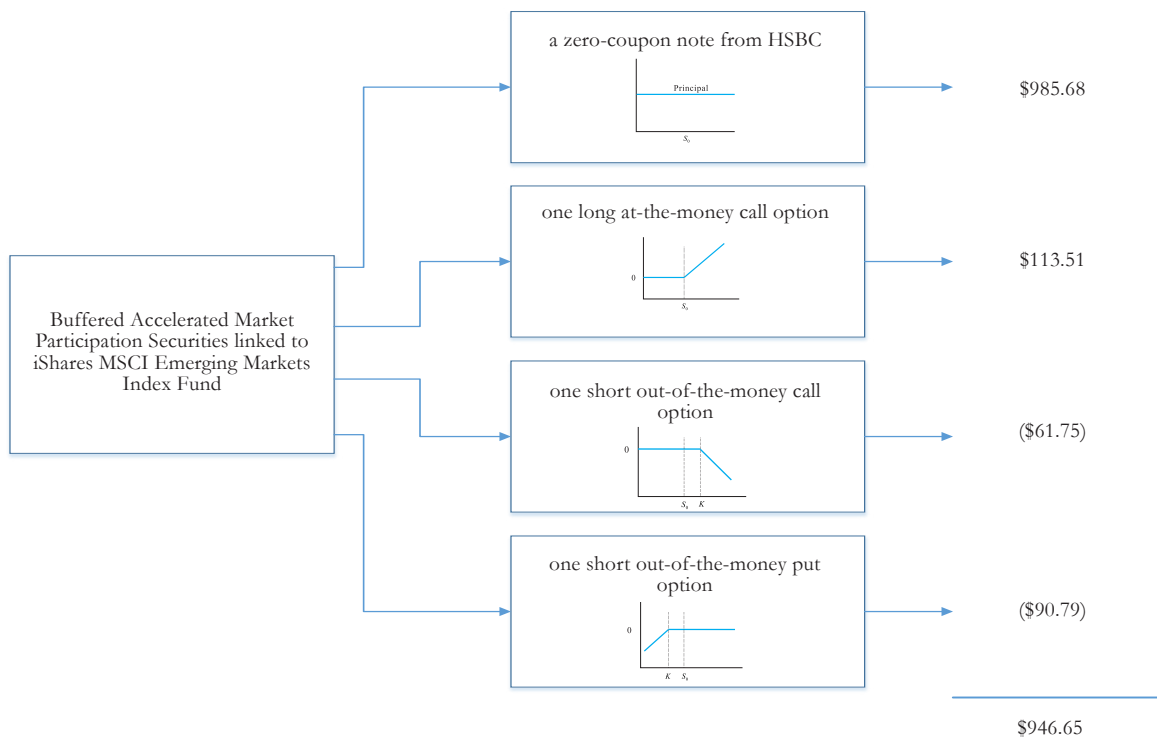 a zero-coupon note from HSBC
Principal
S₀
$985.68
one long at-the-money call option
0
S₀
$113.51
Buffered Accelerated Market
Participation Securities linked to
iShares MSCI Emerging Markets
Index Fund
one short out-of-the-money call
option
0
S₀ K
($61.75)
one short out-of-the-money put
option
0
K S₀
($90.79)
$946.65